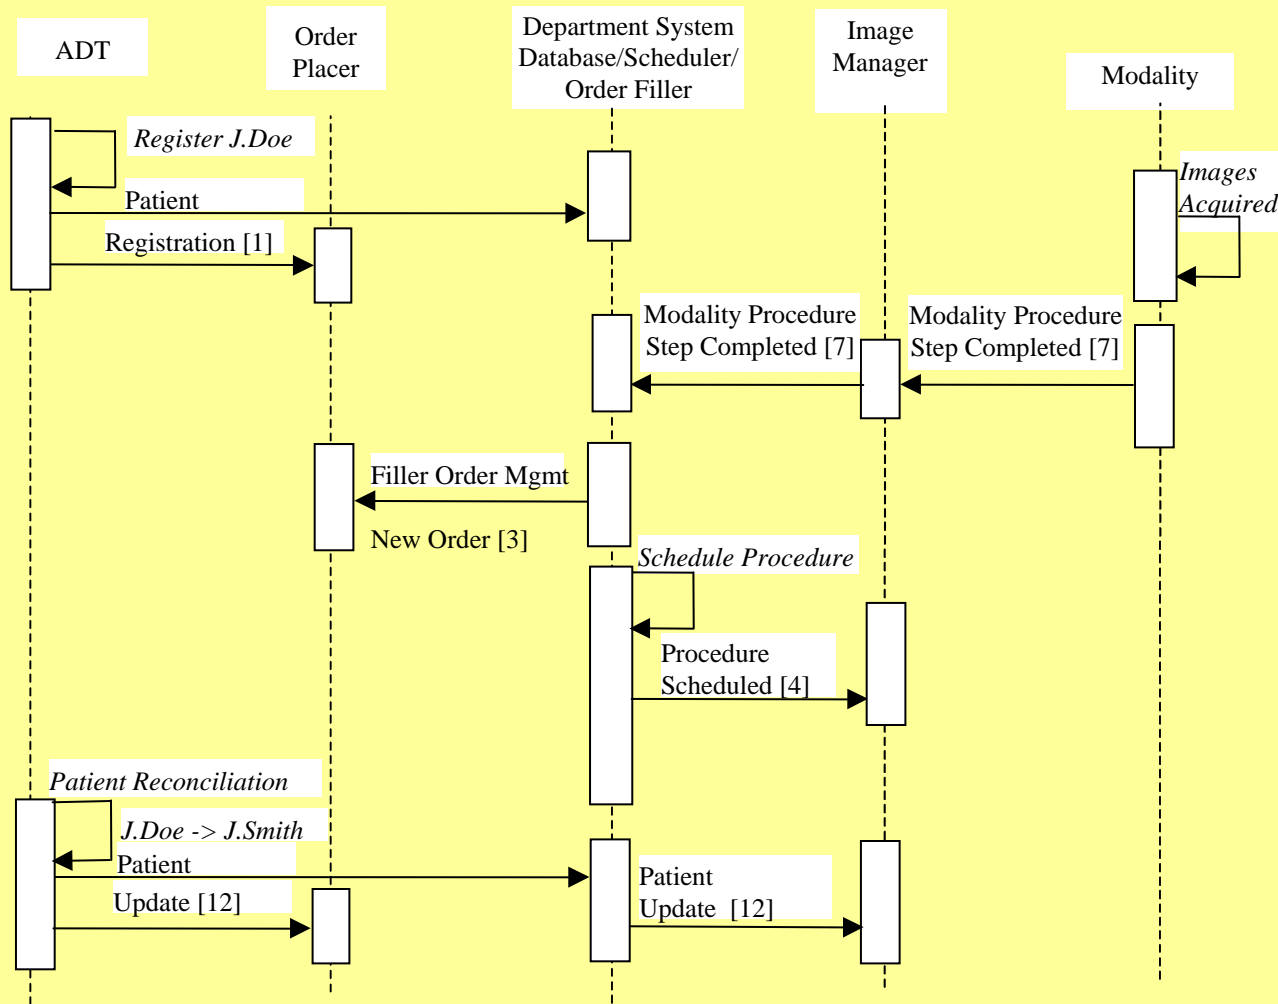 ADT
Order
Placer
Department System
Database/Scheduler/
Order Filler
Image
Manager
Modality
Register J.Doe
Patient
Registration [1]
Images
Acquired
Modality Procedure
Step Completed [7]
Modality Procedure
Step Completed [7]
Filler Order Mgmt
New Order [3]
Schedule Procedure
Procedure
Scheduled [4]
Patient Reconciliation
J.Doe -> J.Smith
Patient
Update [12]
Patient
Update [12]